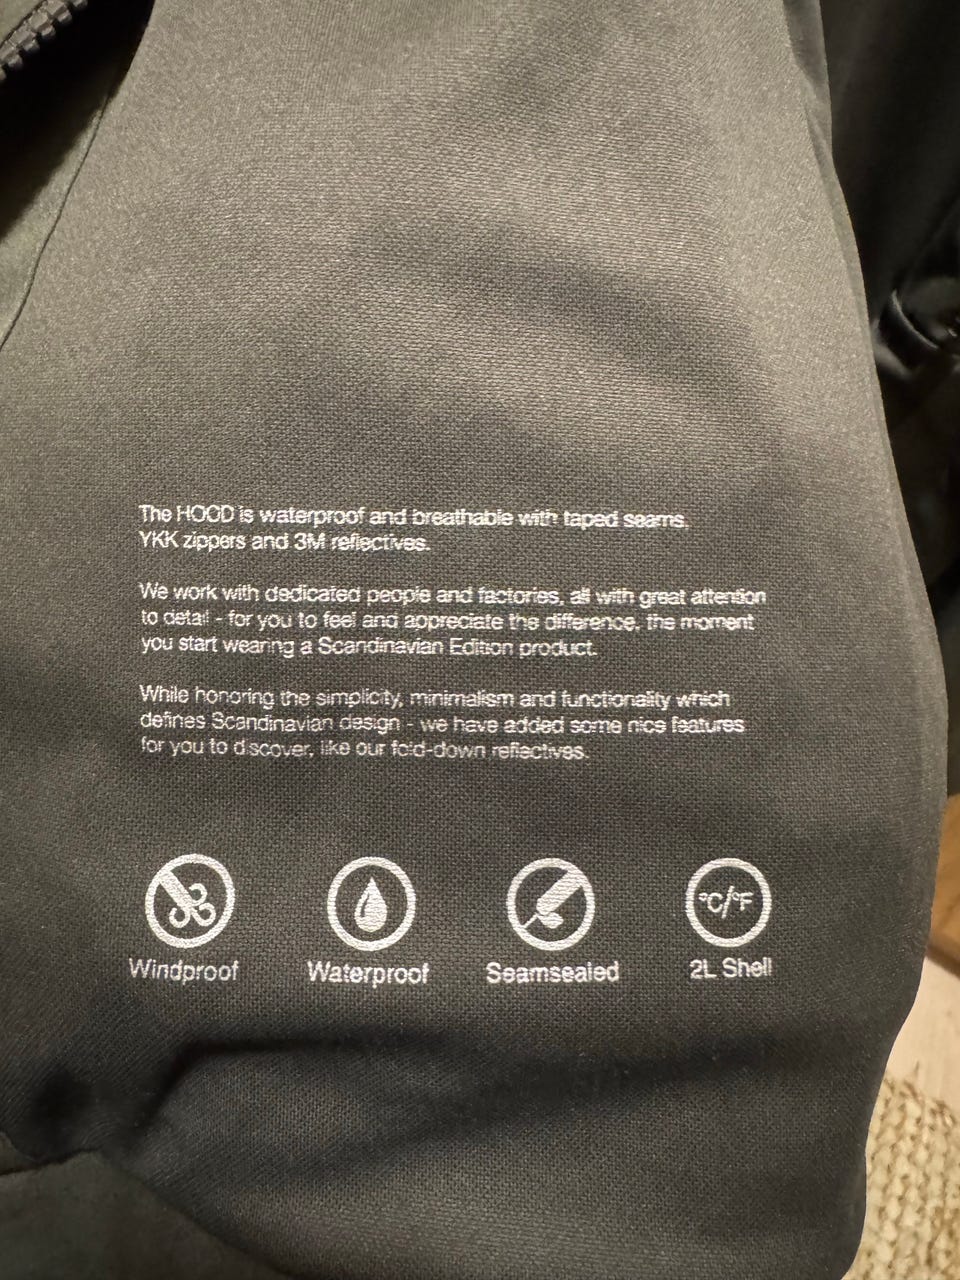 The HOOD is waterproof and breathable with taped seams.
YKK zippers and 3M reflectives.
We work with dedicated people and factories, all with great attention
to detail - for you to feel and appreciate the difference, the moment
you start wearing a Scandinavian Edition product.
While honoring the simplicity, minimalism and functionality which
defines Scandinavian design - we have added some nice features
for you to discover, like our fold-down reflectives.
°C/°F
Windproof Waterproof Seamsealed 2L Shell